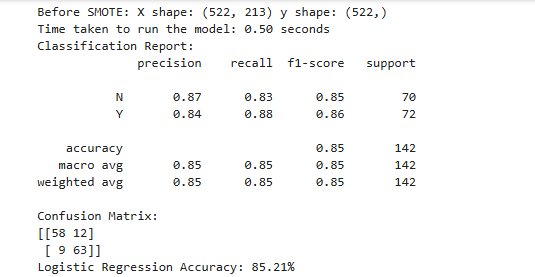 Before SMOTE: X shape: (522, 213) y shape: (522,)
Time taken to run the model: 0.50 seconds
Classification Report:
              precision    recall  f1-score   support

           N       0.87      0.83      0.85        70
           Y       0.84      0.88      0.86        72

    accuracy                           0.85       142
   macro avg       0.85      0.85      0.85       142
weighted avg       0.85      0.85      0.85       142

Confusion Matrix:
[[58 12]
 [ 9 63]]
Logistic Regression Accuracy: 85.21%